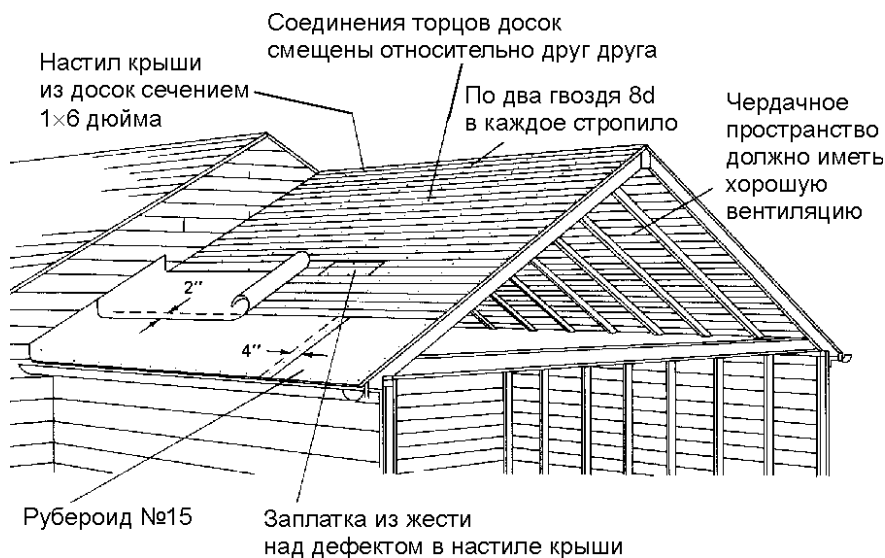 Соединения торцов досок
смещены относительно друг друга
Настил крыши
из досок сечением
1×6 дюйма
По два гвоздя 8d
в каждое стропило
Чердачное
пространство
должно иметь
хорошую
вентиляцию
2″
4″
Рубероид №15
Заплатка из жести
над дефектом в настиле крыши